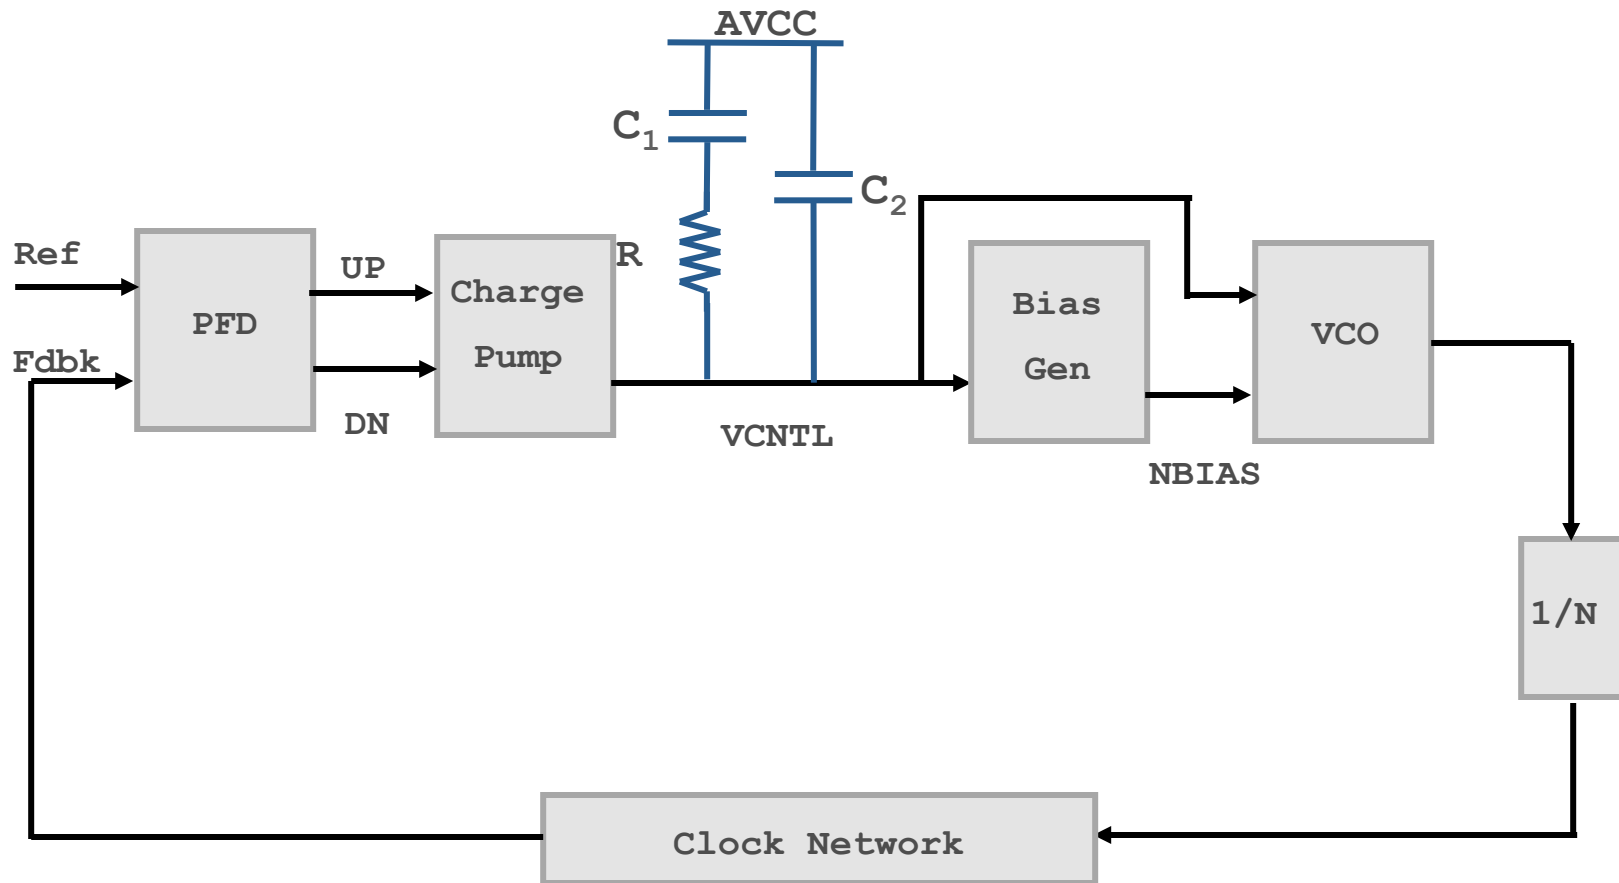 AVCC
C₁
C₂
Ref
UP
R
Charge
Pump
PFD
Fdbk
DN
VCNTL
Bias
Gen
VCO
NBIAS
1/N
Clock Network